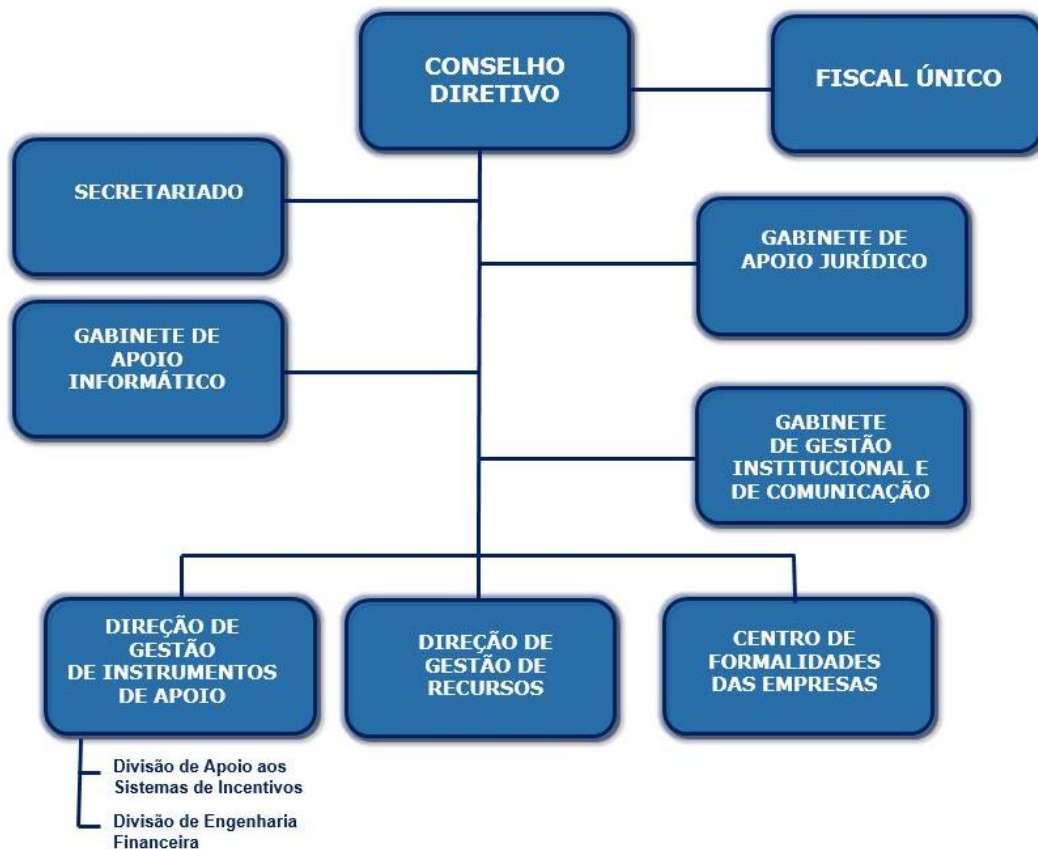 CONSELHO
DIRETIVO
FISCAL ÚNICO
SECRETARIADO
GABINETE DE
APOIO JURÍDICO
GABINETE DE
APOIO
INFORMÁTICO
GABINETE
DE GESTÃO
INSTITUCIONAL E
DE COMUNICAÇÃO
DIREÇÃO DE
GESTÃO
DE INSTRUMENTOS
DE APOIO
DIREÇÃO DE
GESTÃO DE
RECURSOS
CENTRO DE
FORMALIDADES
DAS EMPRESAS
Divisão de Apoio aos
Sistemas de Incentivos
Divisão de Engenharia
Financeira